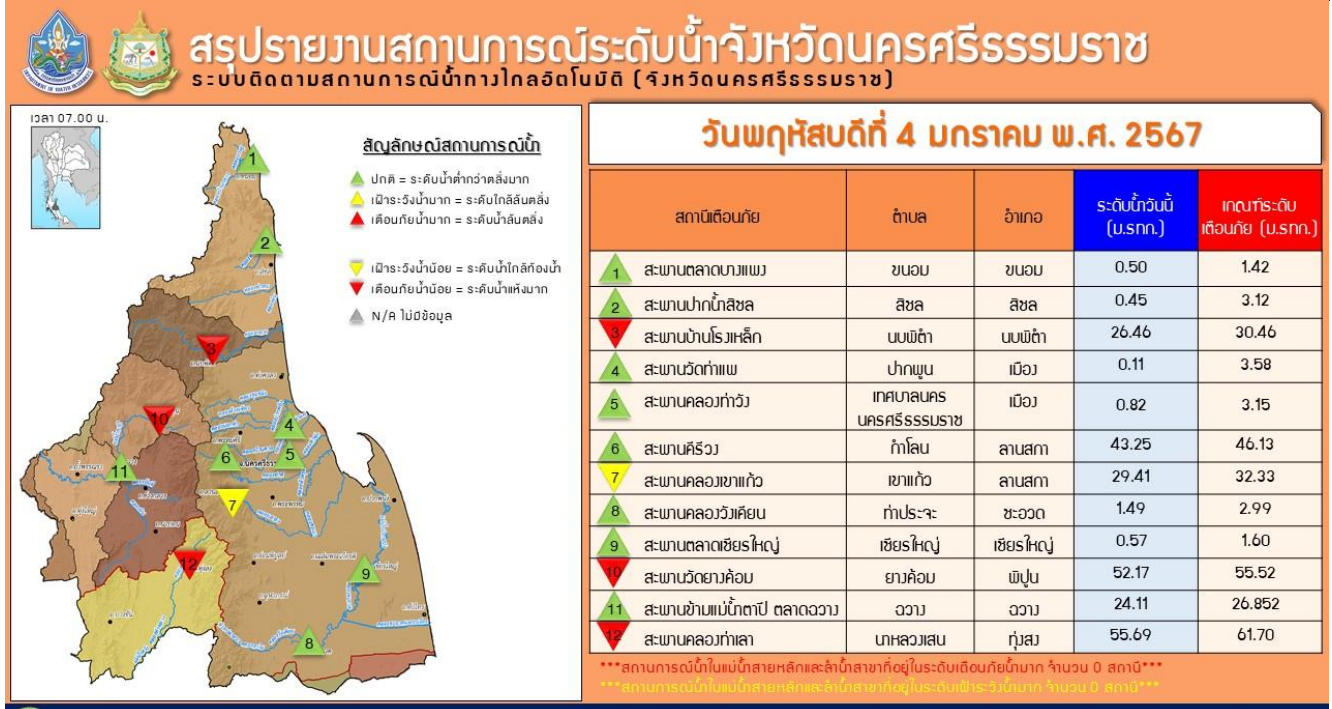 สรุปรายงานสถานการณ์ระดับน้ำจังหวัดนครศรีธรรมราช
ระบบติดตามสถานการณ์น้ำทางไกลอัตโนมัติ (จังหวัดนครศรีธรรมราช)
เวลา 07.00 น.
สัญลักษณ์สถานการณ์น้ำ
ปกติ = ระดับน้ำต่ำกว่าตลิ่งมาก
เฝ้าระวังน้ำมาก = ระดับใกล้ล้นตลิ่ง
เตือนภัยน้ำมาก = ระดับน้ำล้นตลิ่ง
เฝ้าระวังน้ำน้อย = ระดับน้ำใกล้ท้องน้ำ
เตือนภัยน้ำน้อย = ระดับน้ำแห้งมาก
N/A ไม่มีข้อมูล
1
2
3
4
10
5
6
11
7
12
9
8
วันพฤหัสบดีที่ 4 มกราคม พ.ศ. 2567
สถานีเตือนภัย ตำบล อำเภอ ระดับน้ำวันนี้ (ม.รทก.) เกณฑ์ระดับเตือนภัย (ม.รทก.)
1 สะพานตลาดบางแพง ขนอม ขนอม 0.50 1.42
2 สะพานปากน้ำสิชล สิชล สิชล 0.45 3.12
3 สะพานบ้านโรงเหล็ก นบพิตำ นบพิตำ 26.46 30.46
4 สะพานวัดท่าแพ ปากพูน เมือง 0.11 3.58
5 สะพานคลองท่าวัง เทศบาลนครนครศรีธรรมราช เมือง 0.82 3.15
6 สะพานคีรีวง กำโลน ลานสกา 43.25 46.13
7 สะพานคลองเขาแก้ว เขาแก้ว ลานสกา 29.41 32.33
8 สะพานคลองวังเคียน ท่าประจะ ชะอวด 1.49 2.99
9 สะพานตลาดเชียรใหญ่ เชียรใหญ่ เชียรใหญ่ 0.57 1.60
10 สะพานวัดยางค้อม ยางค้อม พิปูน 52.17 55.52
11 สะพานข้ามแม่น้ำตาปี ตลาดฉวาง ฉวาง ฉวาง 24.11 26.852
12 สะพานคลองท่าเลา นาหลวงเสน ทุ่งสง 55.69 61.70
***สถานการณ์น้ำในแม่น้ำสายหลักและลำน้ำสาขาที่อยู่ในระดับเตือนภัยน้ำมาก จำนวน 0 สถานี***
***สถานการณ์น้ำในแม่น้ำสายหลักและลำน้ำสาขาที่อยู่ในระดับเฝ้าระวังน้ำมาก จำนวน 0 สถานี***